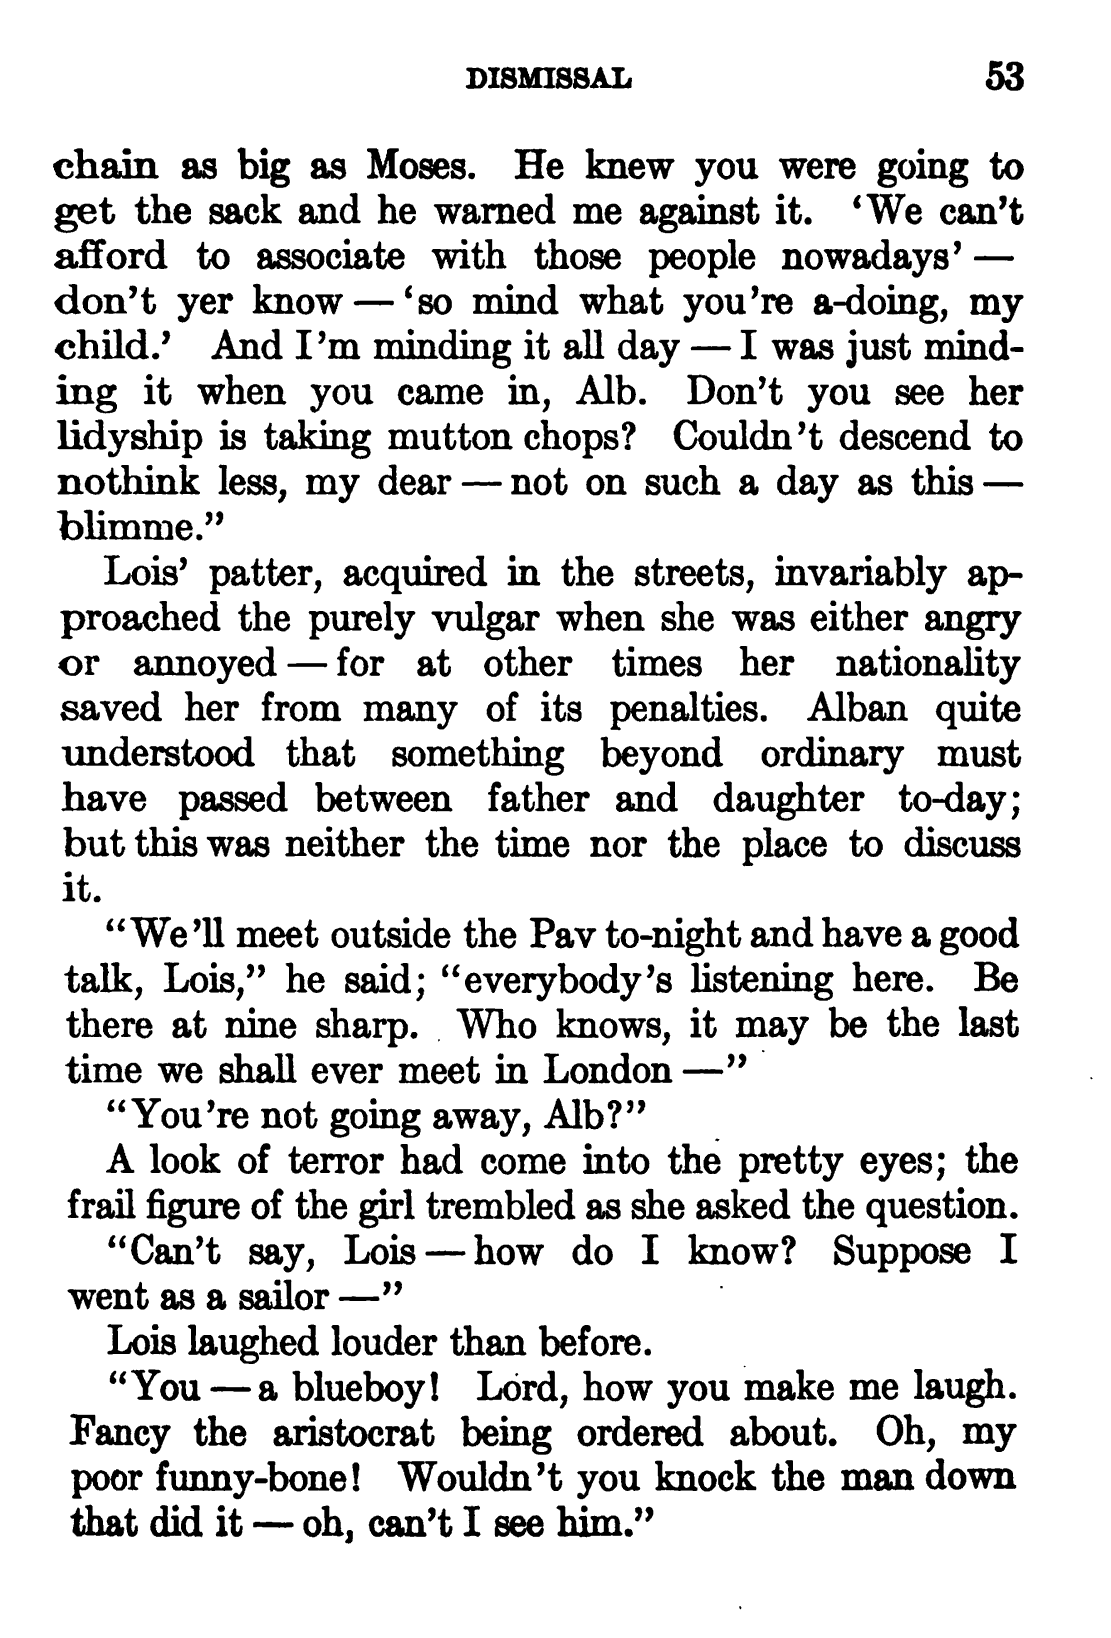 DISMISSAL 53
chain as big as Moses. He knew you were going to
get the sack and he warned me against it. ‘We can’t
afford to associate with those people nowadays’ —
don’t yer know — ‘so mind what you’re a-doing, my
child.’ And I’m minding it all day — I was just mind-
ing it when you came in, Alb. Don’t you see her
lidyship is taking mutton chops? Couldn’t descend to
nothink less, my dear — not on such a day as this —
blimme.”
Lois’ patter, acquired in the streets, invariably ap-
proached the purely vulgar when she was either angry
or annoyed — for at other times her nationality
saved her from many of its penalties. Alban quite
understood that something beyond ordinary must
have passed between father and daughter to-day;
but this was neither the time nor the place to discuss
it.
“We’ll meet outside the Pav to-night and have a good
talk, Lois,” he said; “everybody’s listening here. Be
there at nine sharp. Who knows, it may be the last
time we shall ever meet in London —”
“You’re not going away, Alb?”
A look of terror had come into the pretty eyes; the
frail figure of the girl trembled as she asked the question.
“Can’t say, Lois — how do I know? Suppose I
went as a sailor —”
Lois laughed louder than before.
“You — a blueboy! Lord, how you make me laugh.
Fancy the aristocrat being ordered about. Oh, my
poor funny-bone! Wouldn’t you knock the man down
that did it — oh, can’t I see him.”